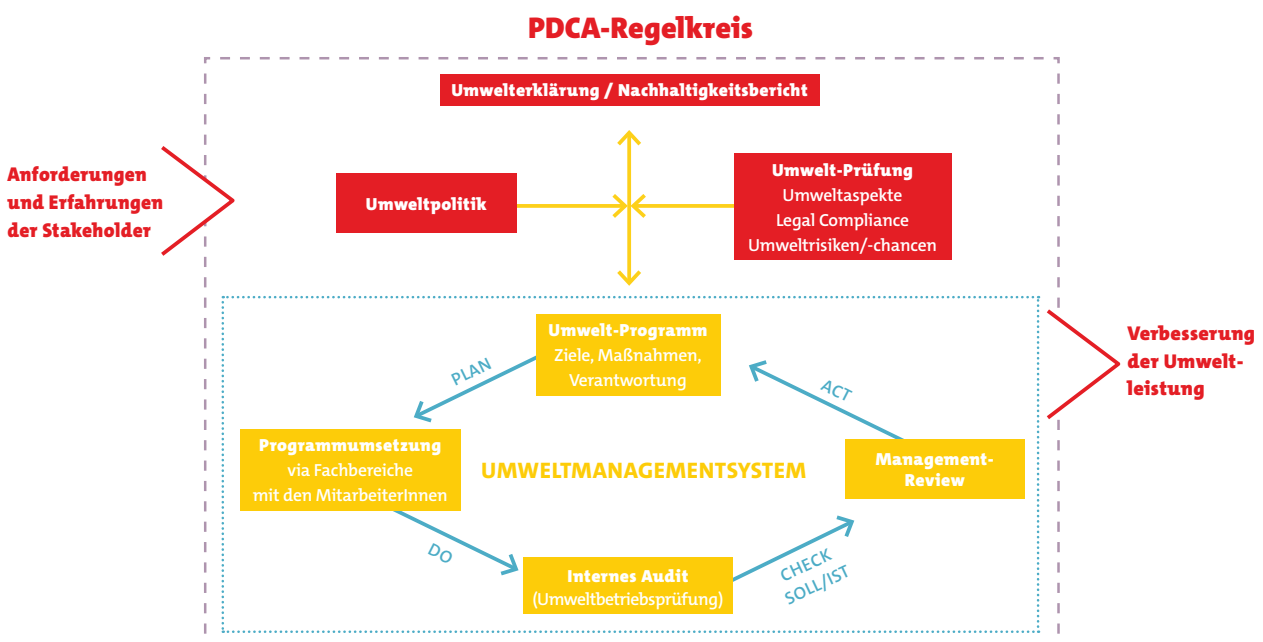 PDCA-Regelkreis
Umwelterklärung / Nachhaltigkeitsbericht
Anforderungen
und Erfahrungen
der Stakeholder
Umweltpolitik
Umwelt-Prüfung
Umweltaspekte
Legal Compliance
Umweltrisiken/-chancen
Umwelt-Programm
Ziele, Maßnahmen,
Verantwortung
PLAN
ACT
Verbesserung
der Umwelt-
leistung
Programmumsetzung
via Fachbereiche
mit den MitarbeiterInnen
UMWELTMANAGEMENTSYSTEM
Management-
Review
DO
Internes Audit
(Umweltbetriebsprüfung)
CHECK
SOLL/IST